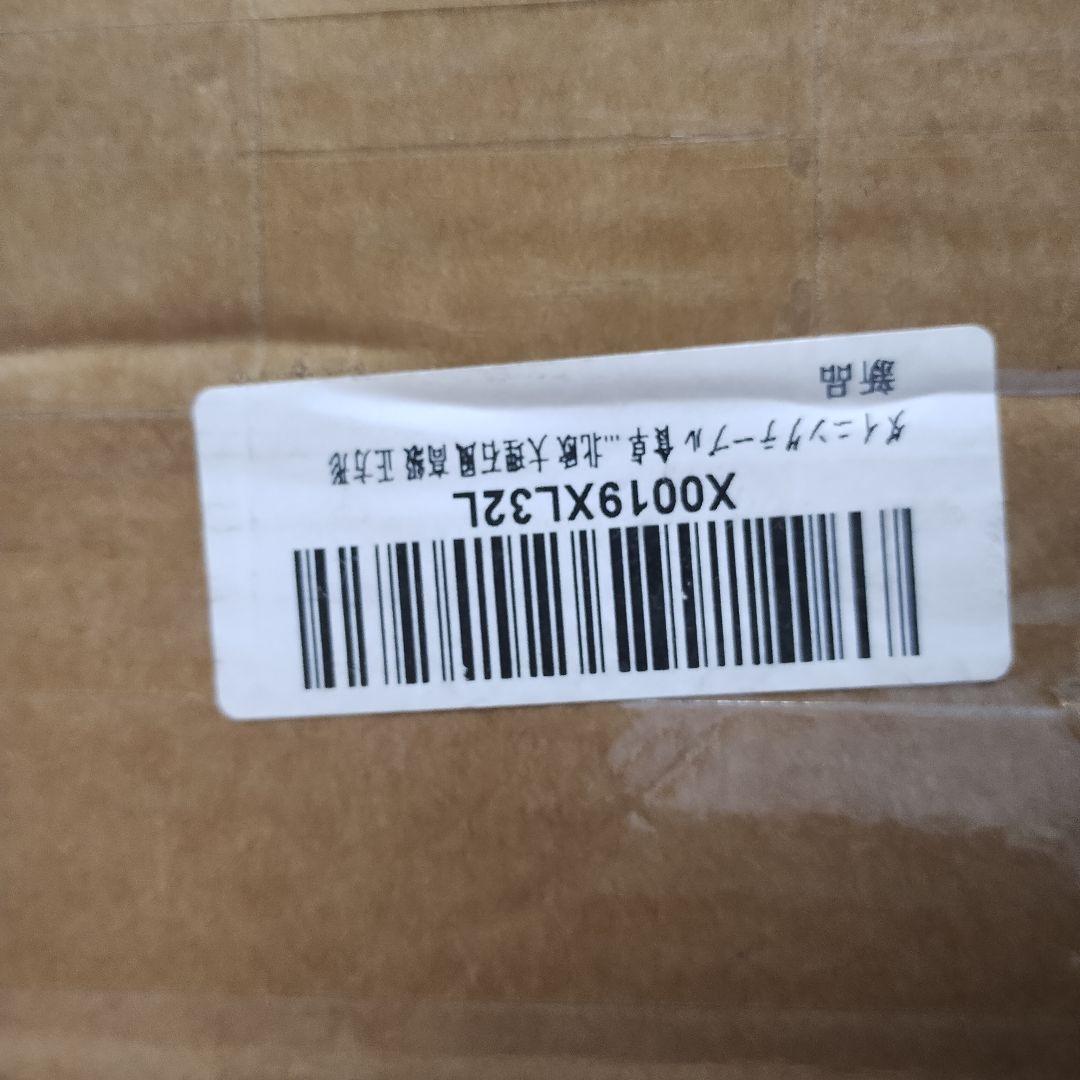 X0019XL32L
ダイニングテーブル 食卓 ...北欧 大理石風 高級 正方形
新品